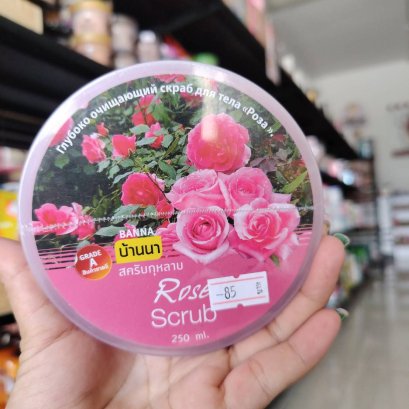 Глубоко очищающий скраб для тела «Роза»,
BANNA
บ้านนา
GRADE
A
สครับกุหลาบ
Rose
-85
Scrub
250 ml.